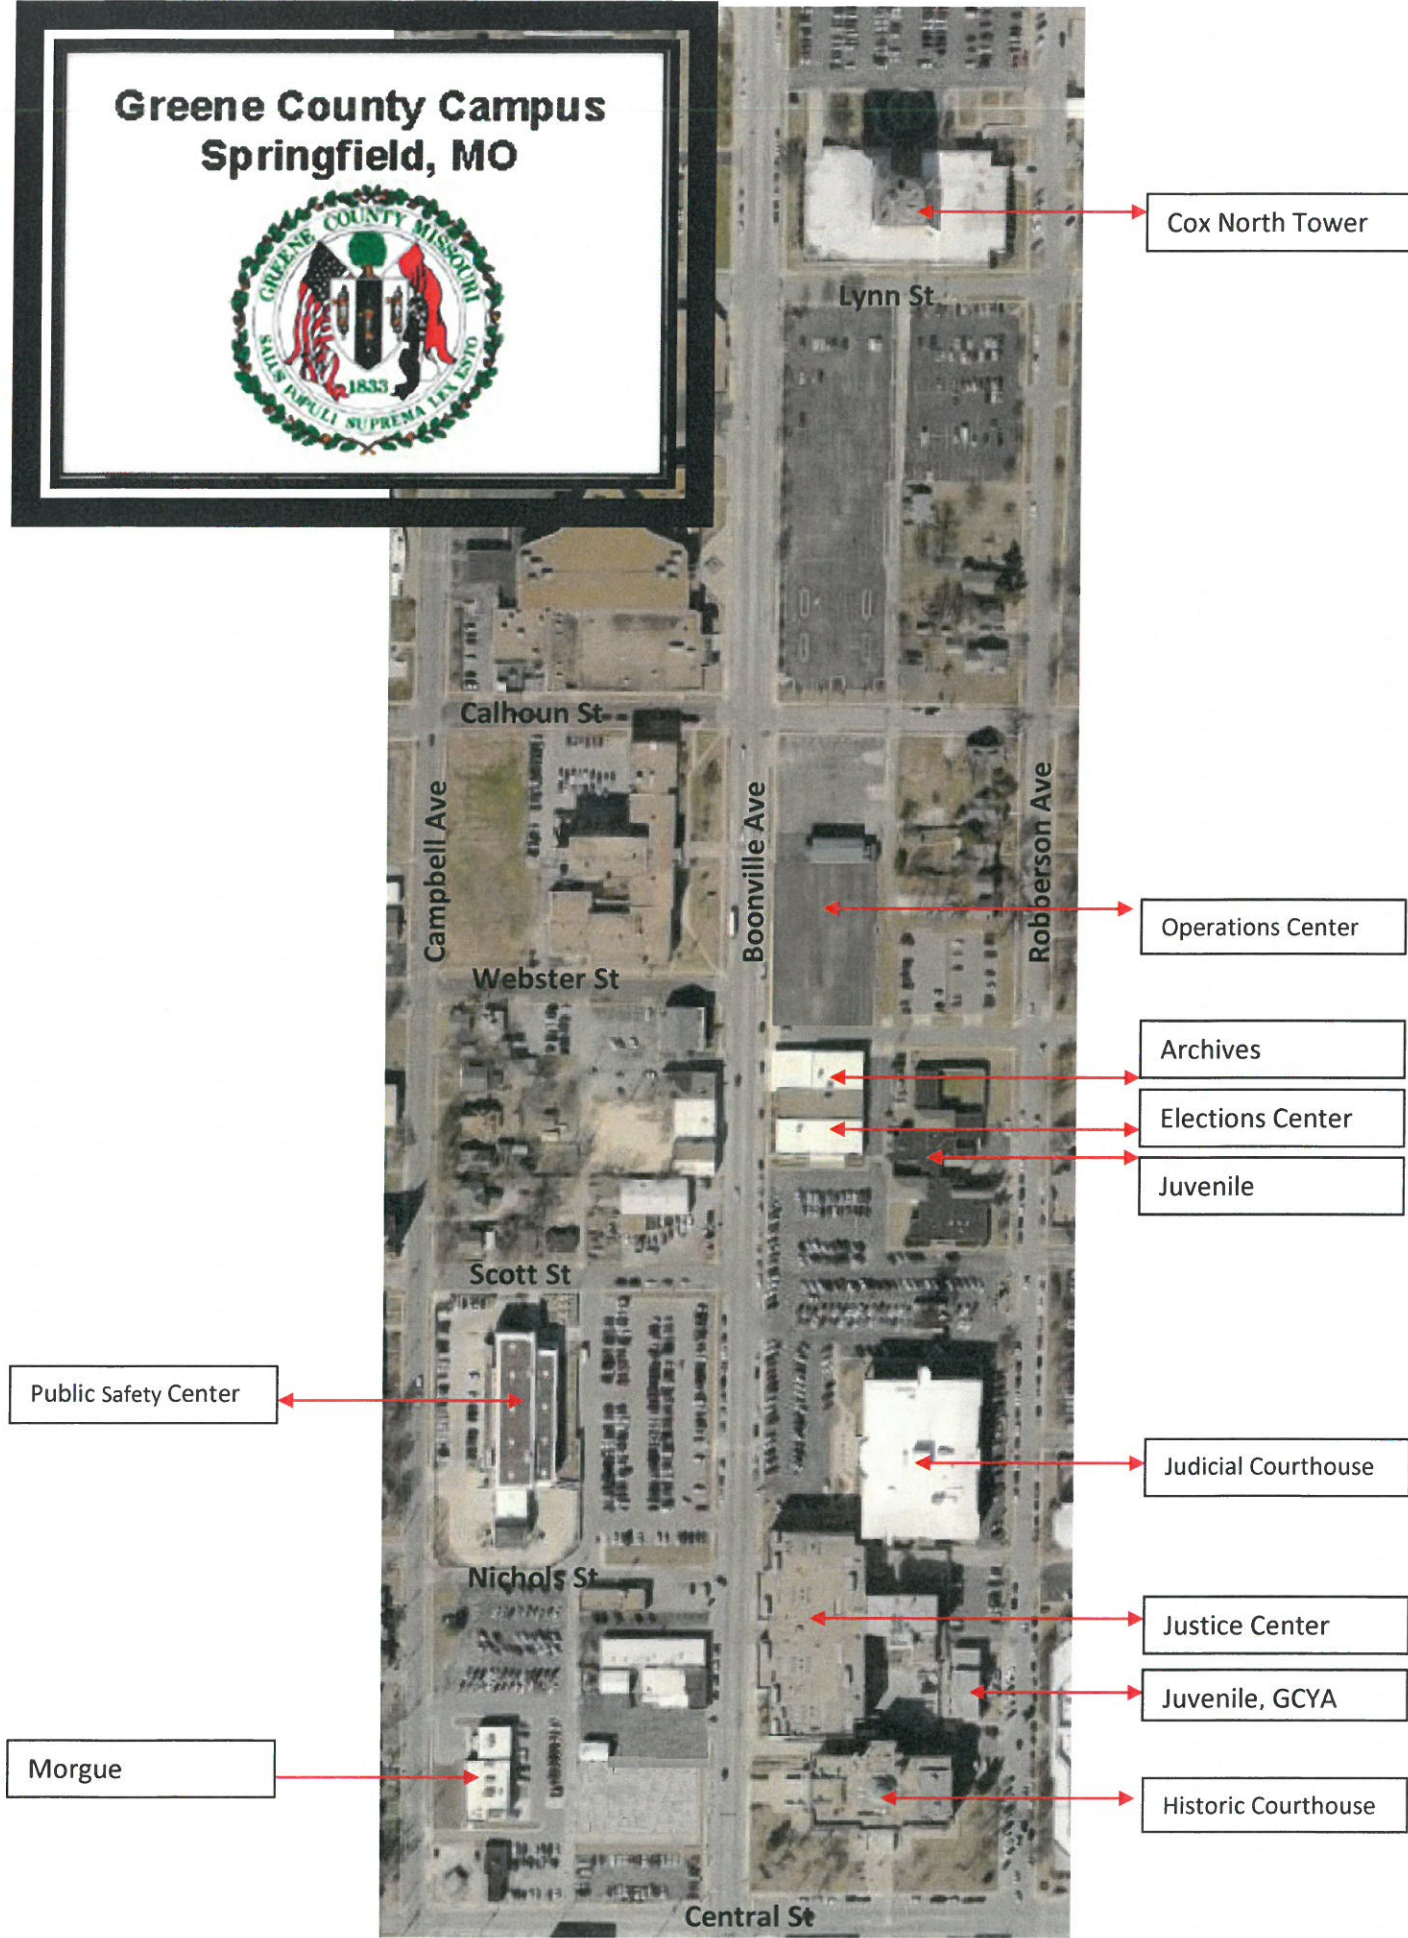 Greene County Campus
Springfield, MO
GREENE COUNTY MISSOURI
1833
SALUS POPULI SUPREMA LEX ESTO
Cox North Tower
Lynn St
Calhoun St
Campbell Ave
Boonville Ave
Robberson Ave
Operations Center
Webster St
Archives
Elections Center
Juvenile
Scott St
Public Safety Center
Judicial Courthouse
Nichols St
Justice Center
Juvenile, GCYA
Morgue
Historic Courthouse
Central St